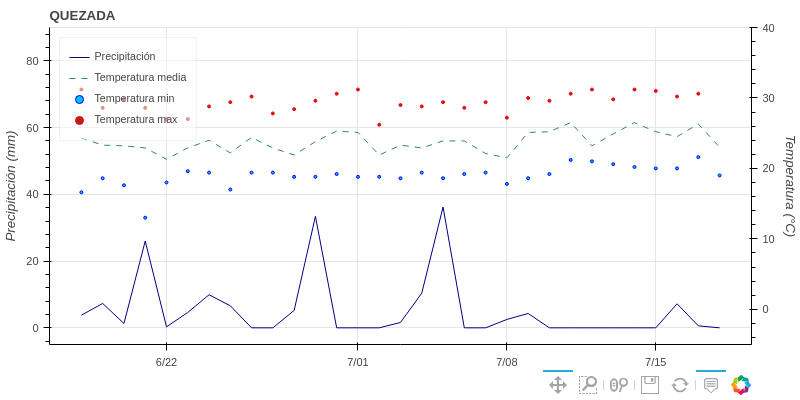 QUEZADA
Precipitación
Temperatura media
Temperatura min
Temperatura max
Precipitación (mm)
80
60
40
20
0
Temperatura (°C)
40
30
20
10
0
6/22
7/01
7/08
7/15